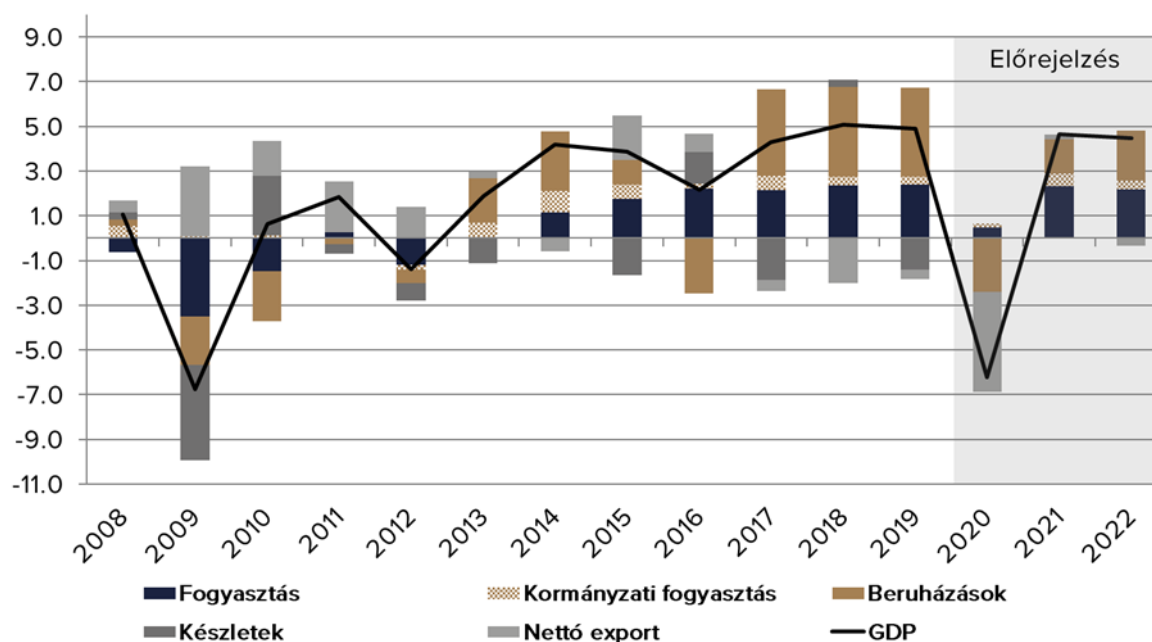 9.0
7.0
5.0
3.0
1.0
-1.0
-3.0
-5.0
-7.0
-9.0
-11.0
Előrejelzés
2008 2009 2010 2011 2012 2013 2014 2015 2016 2017 2018 2019 2020 2021 2022
Fogyasztás Kormányzati fogyasztás Beruházások
Készletek Nettó export GDP